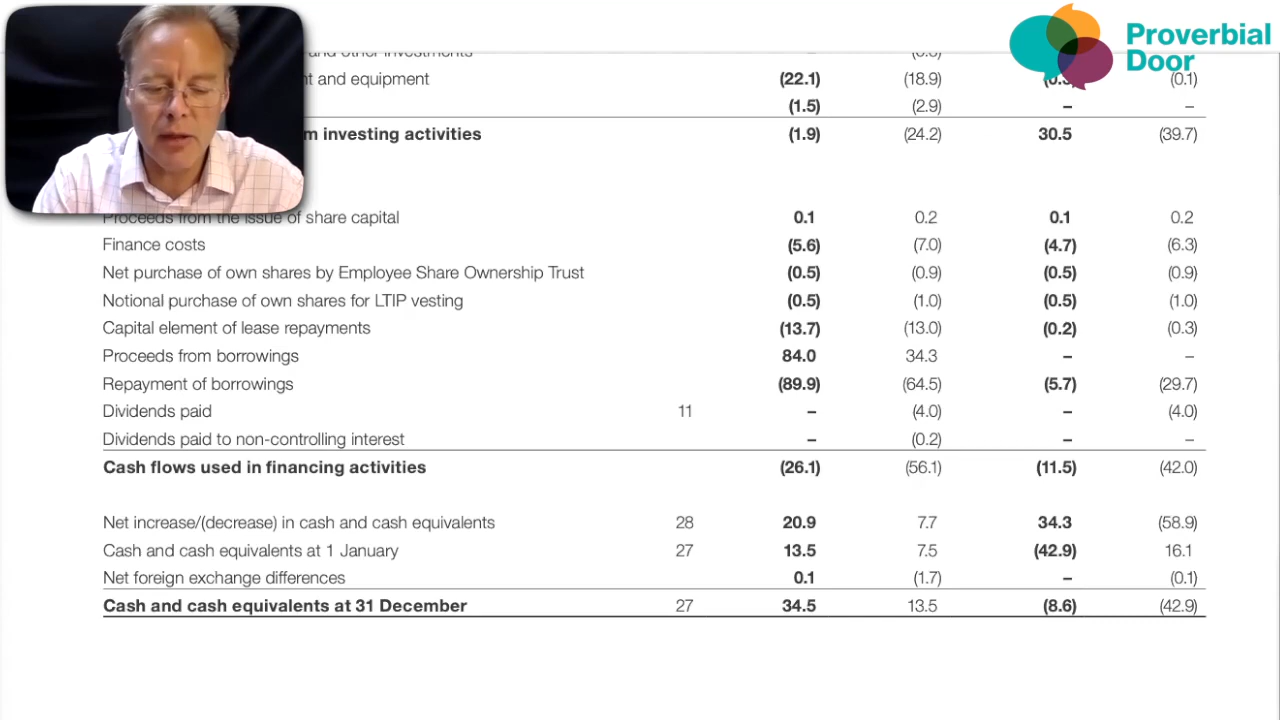 Proverbial
Door
and other investments
nt and equipment (22.1) (18.9) (0.1)
(1.5) (2.9) – –
m investing activities (1.9) (24.2) 30.5 (39.7)
Proceeds from the issue of share capital 0.1 0.2 0.1 0.2
Finance costs (5.6) (7.0) (4.7) (6.3)
Net purchase of own shares by Employee Share Ownership Trust (0.5) (0.9) (0.5) (0.9)
Notional purchase of own shares for LTIP vesting (0.5) (1.0) (0.5) (1.0)
Capital element of lease repayments (13.7) (13.0) (0.2) (0.3)
Proceeds from borrowings 84.0 34.3 – –
Repayment of borrowings (89.9) (64.5) (5.7) (29.7)
Dividends paid 11 – (4.0) – (4.0)
Dividends paid to non-controlling interest – (0.2) – –
Cash flows used in financing activities (26.1) (56.1) (11.5) (42.0)
Net increase/(decrease) in cash and cash equivalents 28 20.9 7.7 34.3 (58.9)
Cash and cash equivalents at 1 January 27 13.5 7.5 (42.9) 16.1
Net foreign exchange differences 0.1 (1.7) – (0.1)
Cash and cash equivalents at 31 December 27 34.5 13.5 (8.6) (42.9)